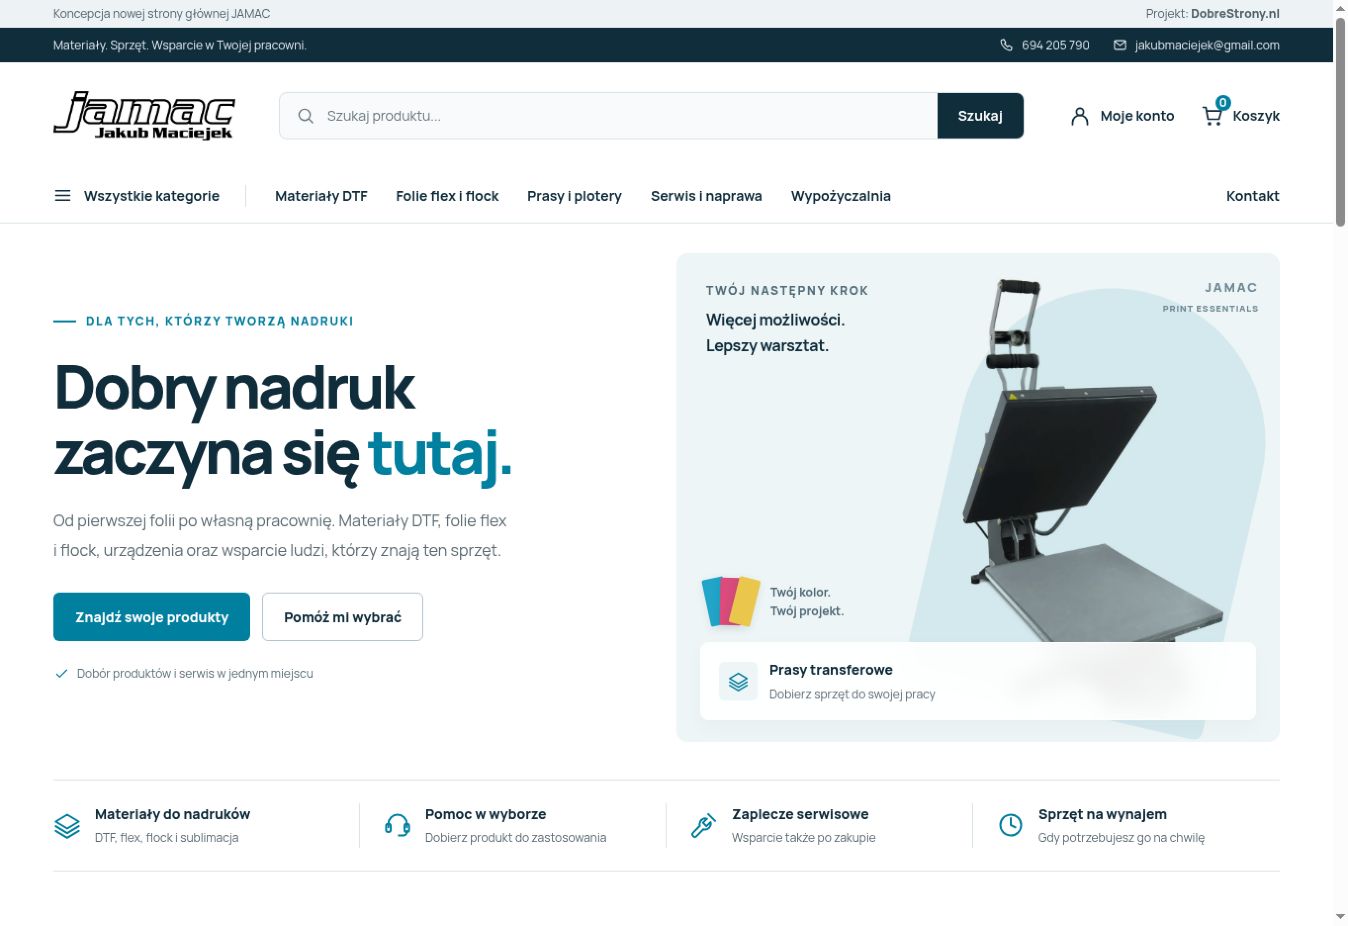 Koncepcja nowej strony głównej JAMAC
Projekt: DobreStrony.nl
Materiały. Sprzęt. Wsparcie w Twojej pracowni.
694 205 790
jakubmaciejek@gmail.com
jamac
Jakub Maciejek
Szukaj produktu...
Szukaj
Moje konto
0
Koszyk
Wszystkie kategorie
Materiały DTF
Folie flex i flock
Prasy i plotery
Serwis i naprawa
Wypożyczalnia
Kontakt
DLA TYCH, KTÓRZY TWORZĄ NADRUKI
Dobry nadruk
zaczyna się tutaj.
Od pierwszej folii po własną pracownię. Materiały DTF, folie flex
i flock, urządzenia oraz wsparcie ludzi, którzy znają ten sprzęt.
Znajdź swoje produkty
Pomóż mi wybrać
Dobór produktów i serwis w jednym miejscu
TWÓJ NASTĘPNY KROK
Więcej możliwości.
Lepszy warsztat.
JAMAC
PRINT ESSENTIALS
Twój kolor.
Twój projekt.
Prasy transferowe
Dobierz sprzęt do swojej pracy
Materiały do nadruków
DTF, flex, flock i sublimacja
Pomoc w wyborze
Dobierz produkt do zastosowania
Zaplecze serwisowe
Wsparcie także po zakupie
Sprzęt na wynajem
Gdy potrzebujesz go na chwilę